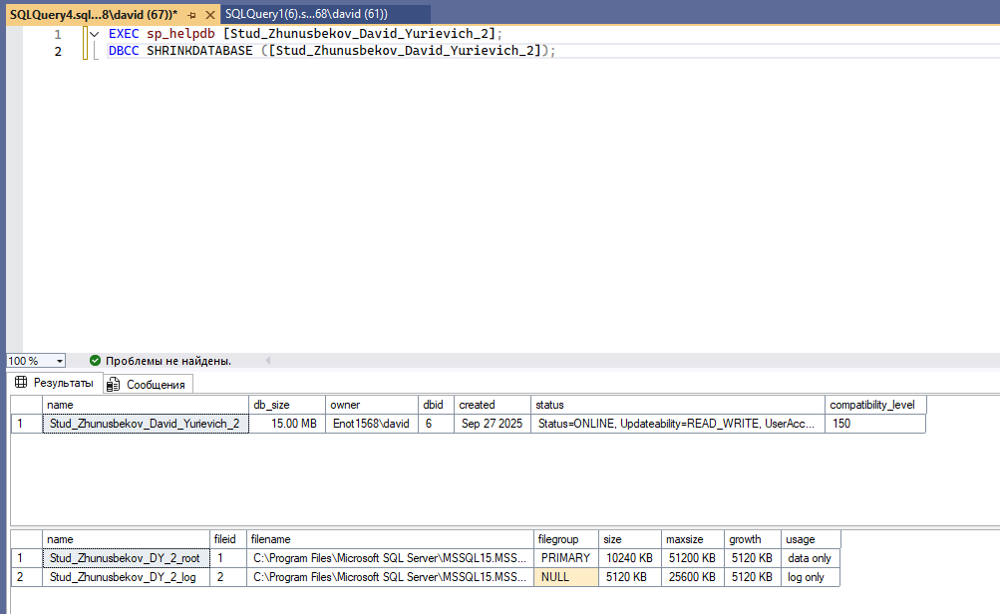 SQLQuery4.sql...8\david (67))* SQLQuery1(6).s...68\david (61))
1 EXEC sp_helpdb [Stud_Zhunusbekov_David_Yurievich_2];
2 DBCC SHRINKDATABASE ([Stud_Zhunusbekov_David_Yurievich_2]);
100 % Проблемы не найдены.
Результаты Сообщения
name db_size owner dbid created status compatibility_level
1 Stud_Zhunusbekov_David_Yurievich_2 15.00 MB Enot1568\david 6 Sep 27 2025 Status=ONLINE, Updateability=READ_WRITE, UserAcc... 150
name fileid filename filegroup size maxsize growth usage
1 Stud_Zhunusbekov_DY_2_root 1 C:\Program Files\Microsoft SQL Server\MSSQL15.MSS... PRIMARY 10240 KB 51200 KB 5120 KB data only
2 Stud_Zhunusbekov_DY_2_log 2 C:\Program Files\Microsoft SQL Server\MSSQL15.MSS... NULL 5120 KB 25600 KB 5120 KB log only